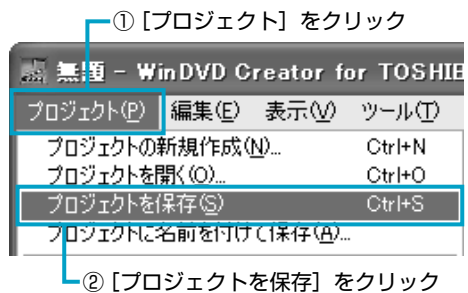 ① [プロジェクト] をクリック
無題 - WinDVD Creator for TOSHIB
プロジェクト(P) 編集(E) 表示(V) ツール(T)
プロジェクトの新規作成(N)... Ctrl+N
プロジェクトを開く(O)... Ctrl+O
プロジェクトを保存(S) Ctrl+S
プロジェクトに名前を付けて保存(A)...
② [プロジェクトを保存] をクリック